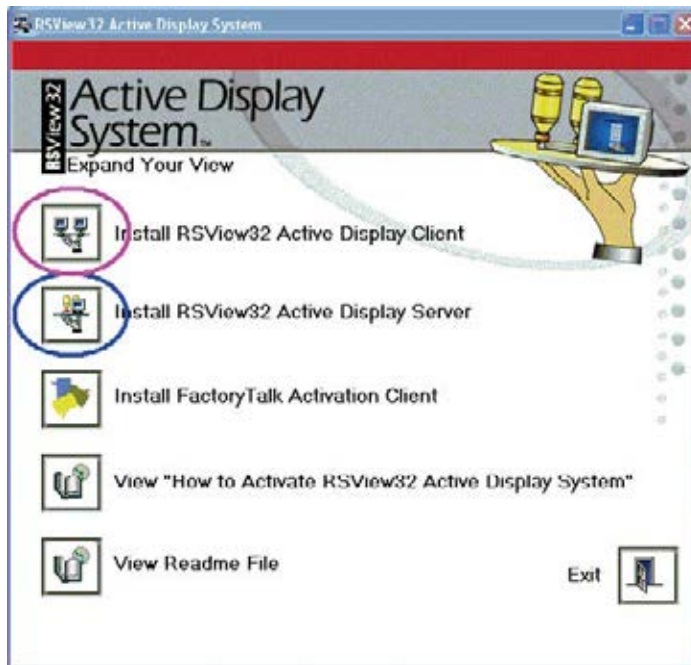 RSView32 Active Display System
RSView32
Active Display
System™
Expand Your View
Install RSView32 Active Display Client
Install RSView32 Active Display Server
Install FactoryTalk Activation Client
View "How to Activate RSView32 Active Display System"
View Readme File
Exit